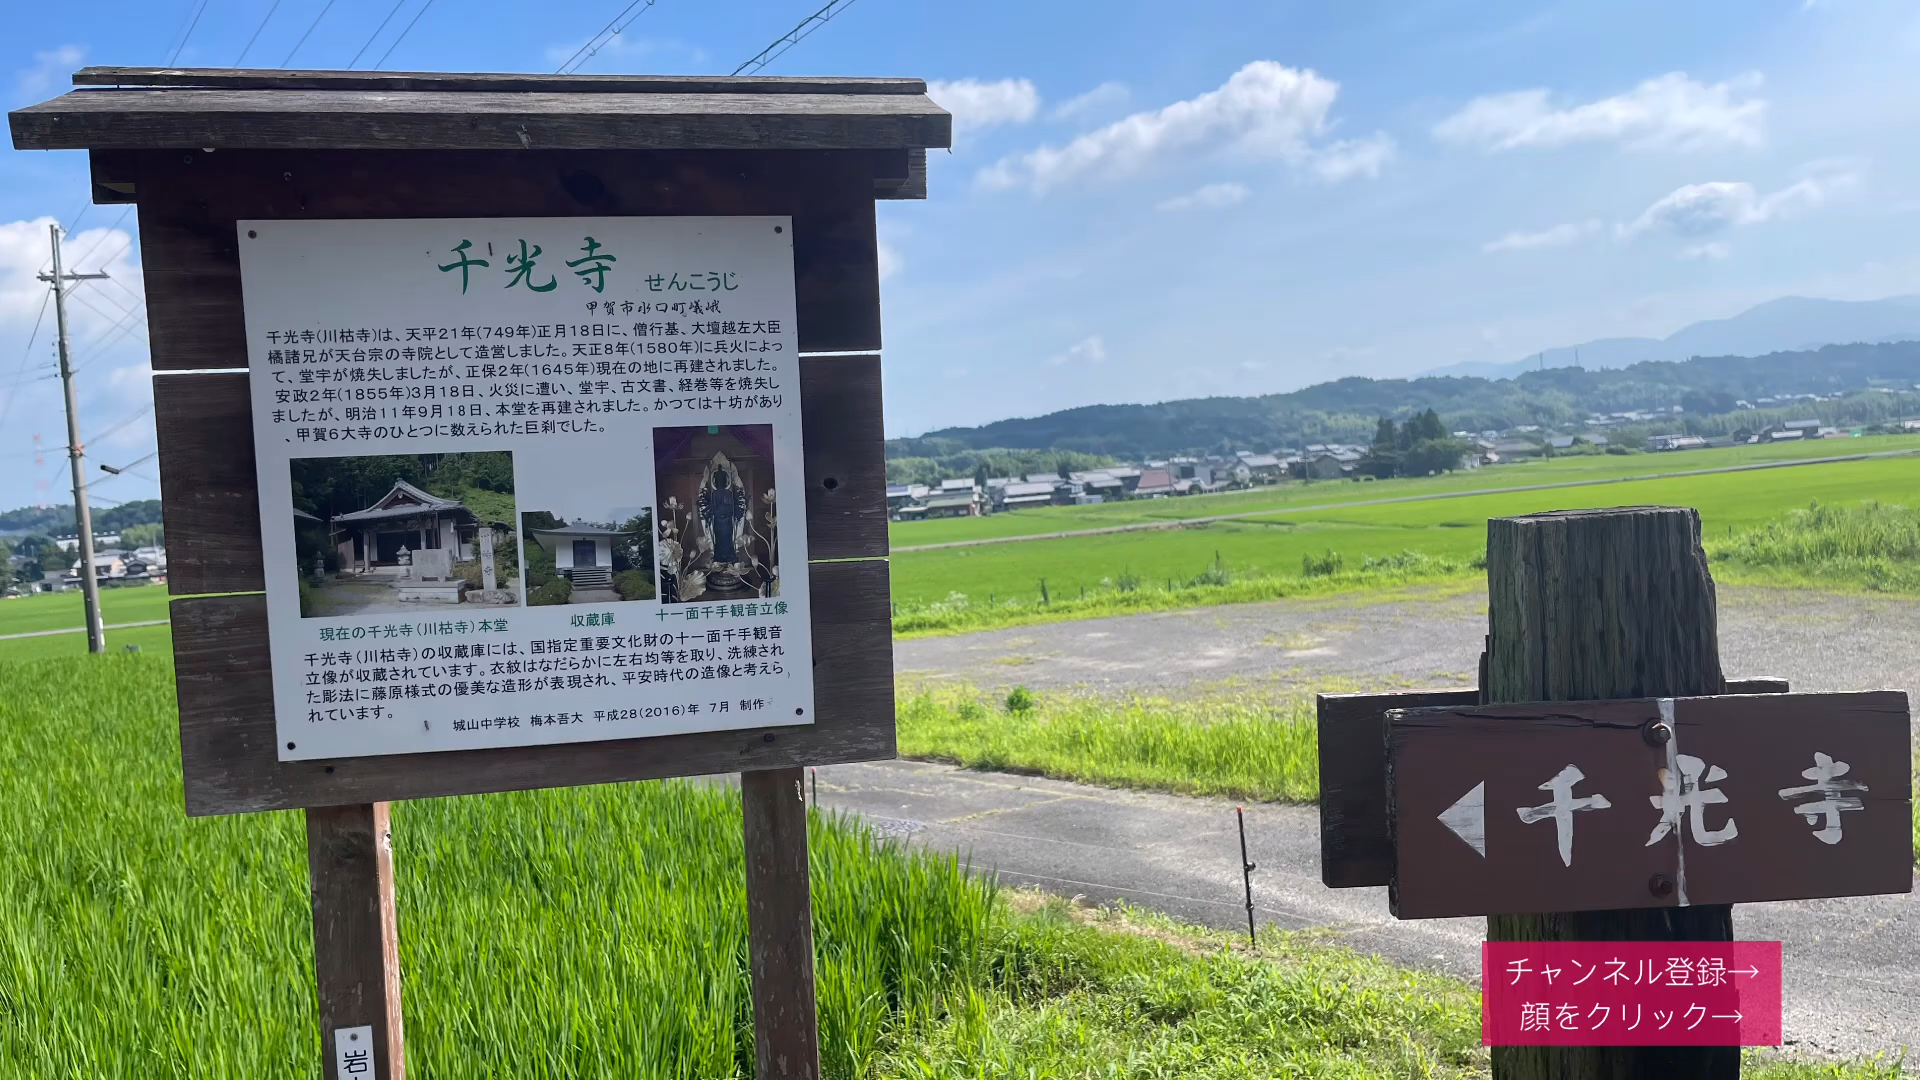 千光寺 せんこうじ
甲賀市水口町嶬峨
千光寺(川枯寺)は、天平21年(749年)正月18日に、僧行基、大壇越左大臣
橘諸兄が天台宗の寺院として造営しました。天正8年(1580年)に兵火によっ
て、堂宇が焼失しましたが、正保2年(1645年)現在の地に再建されました。
安政2年(1855年)3月18日、火災に遭い、堂宇、古文書、経巻等を焼失し
ましたが、明治11年9月18日、本堂を再建されました。かつては十坊があり
、甲賀6大寺のひとつに数えられた巨刹でした。
現在の千光寺(川枯寺)本堂
収蔵庫
十一面千手観音立像
千光寺(川枯寺)の収蔵庫には、国指定重要文化財の十一面千手観音
立像が収蔵されています。衣紋はなだらかに左右均等を取り、洗練され
た彫法に藤原様式の優美な造形が表現され、平安時代の造像と考えら
れています。
城山中学校 梅本吾大 平成28(2016)年 7月 制作
岩
千光寺
チャンネル登録→
顔をクリック→